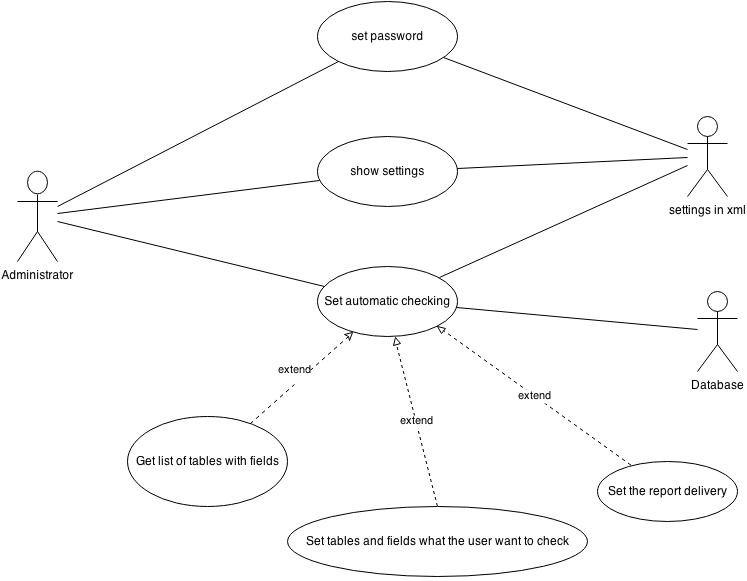 set password
show settings
settings in xml
Administrator
Set automatic checking
Database
extend
extend
extend
Get list of tables with fields
Set the report delivery
Set tables and fields what the user want to check